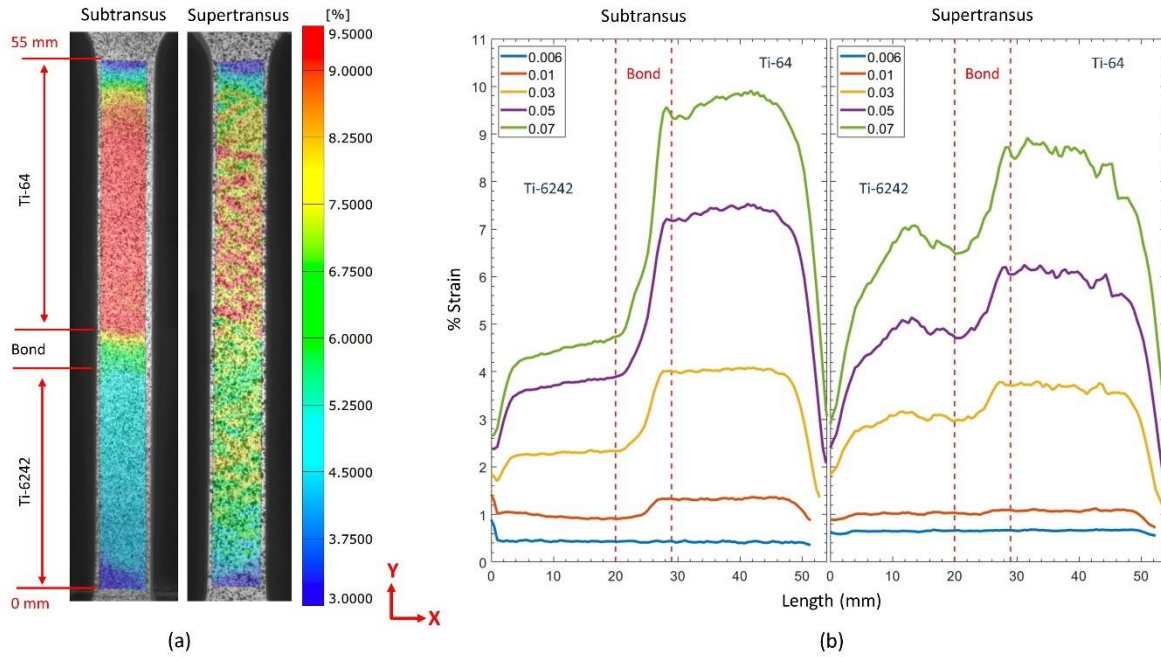 Subtransus
Supertransus
[%]
55 mm
Ti-64
Bond
Ti-6242
0 mm
9.5000
9.0000
8.2500
7.5000
6.7500
6.0000
5.2500
4.5000
3.7500
3.0000
Y
X
(a)
Subtransus
Supertransus
% Strain
11
10
9
8
7
6
5
4
3
2
1
0
0.006
0.01
0.03
0.05
0.07
Bond
Ti-64
Ti-6242
0.006
0.01
0.03
0.05
0.07
Bond
Ti-64
Ti-6242
0 10 20 30 40 50 0 10 20 30 40 50
Length (mm)
(b)